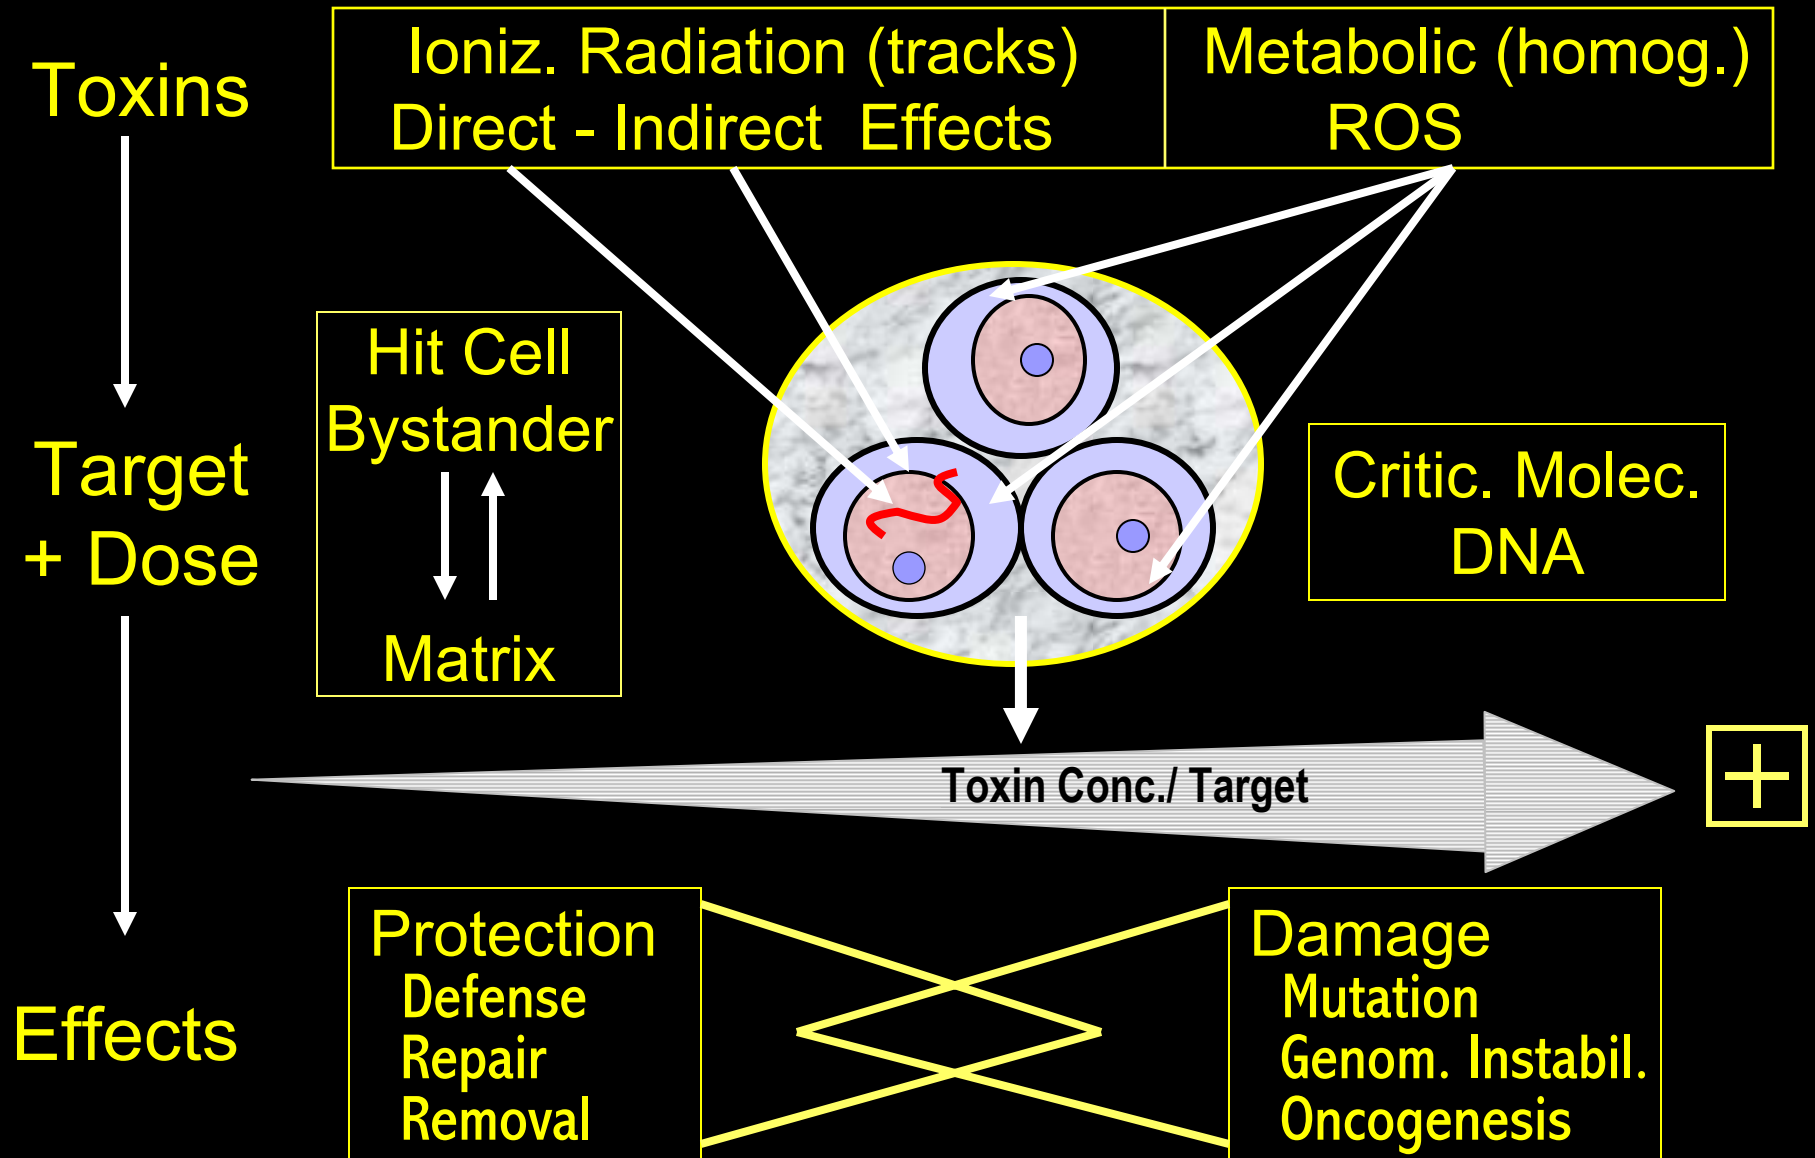 Toxins
Ioniz. Radiation (tracks)
Direct - Indirect Effects
Metabolic (homog.)
ROS
Target
+ Dose
Hit Cell
Bystander
Matrix
Critic. Molec.
DNA
Toxin Conc./ Target
+
Effects
Protection
Defense
Repair
Removal
Damage
Mutation
Genom. Instabil.
Oncogenesis